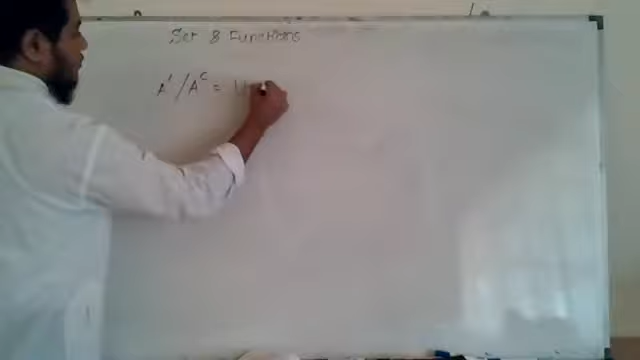 Set & Functions
A' / A^c = U -